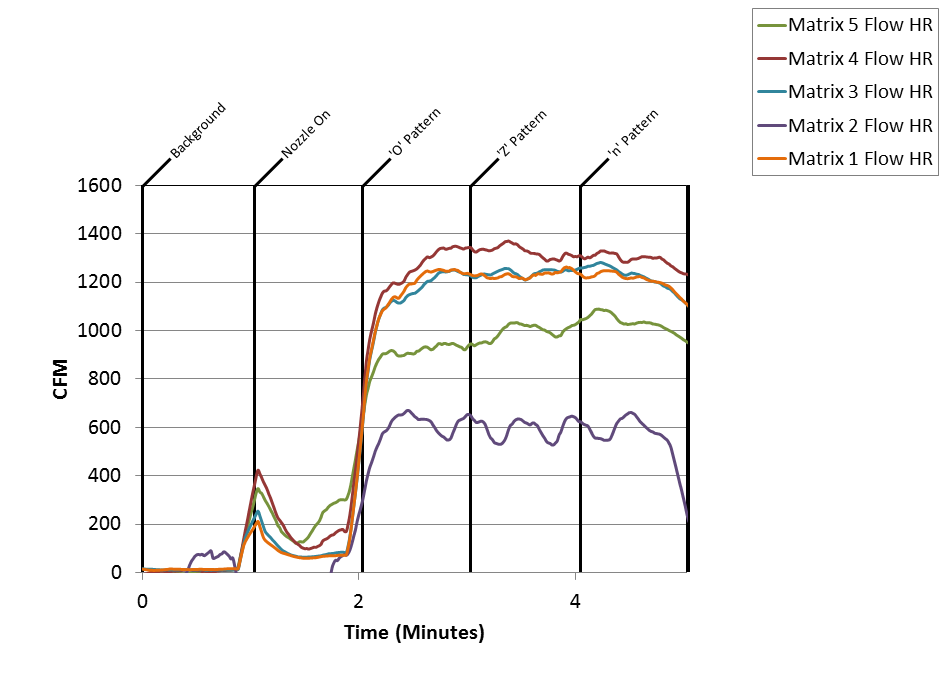 Matrix 5 Flow HR
Matrix 4 Flow HR
Matrix 3 Flow HR
Matrix 2 Flow HR
Matrix 1 Flow HR
Background
Nozzle On
'O' Pattern
'Z' Pattern
'n' Pattern
1600
1400
1200
1000
800
600
400
200
0
CFM
0 2 4
Time (Minutes)